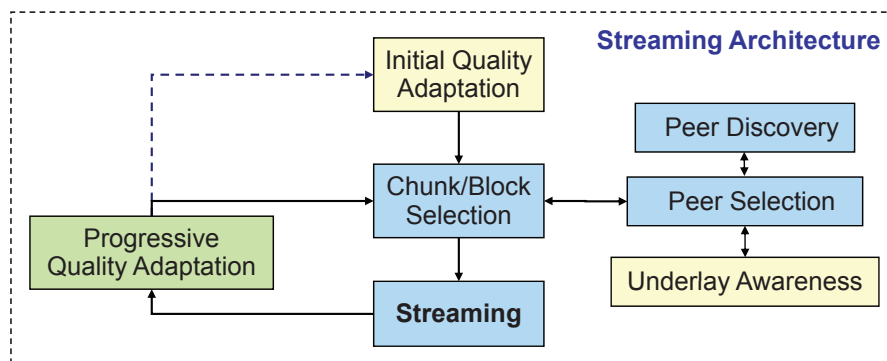 Streaming Architecture
Initial Quality
Adaptation
Peer Discovery
Chunk/Block
Selection
Peer Selection
Progressive
Quality Adaptation
Underlay Awareness
Streaming